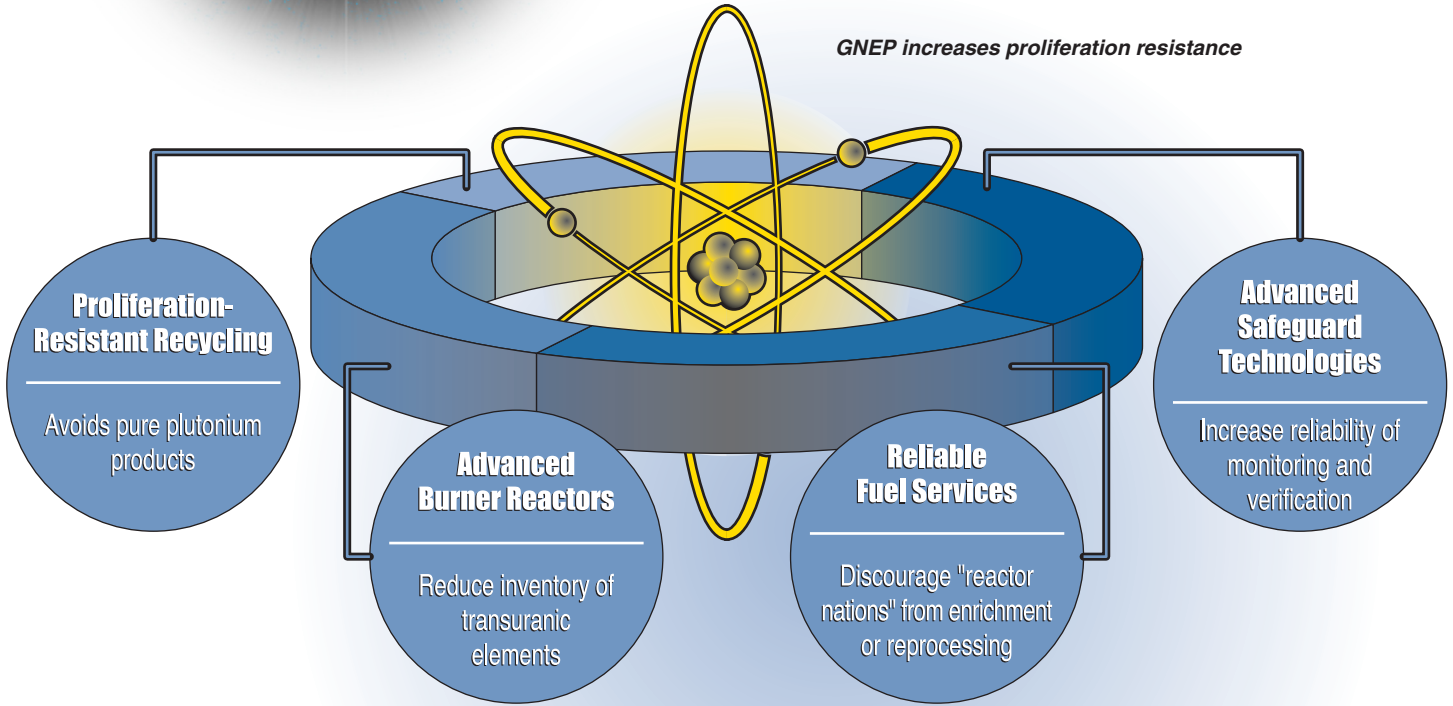 GNEP increases proliferation resistance
Proliferation-
Resistant Recycling
Avoids pure plutonium
products
Advanced
Burner Reactors
Reduce inventory of
transuranic
elements
Reliable
Fuel Services
Discourage "reactor
nations" from enrichment
or reprocessing
Advanced
Safeguard
Technologies
Increase reliability of
monitoring and
verification